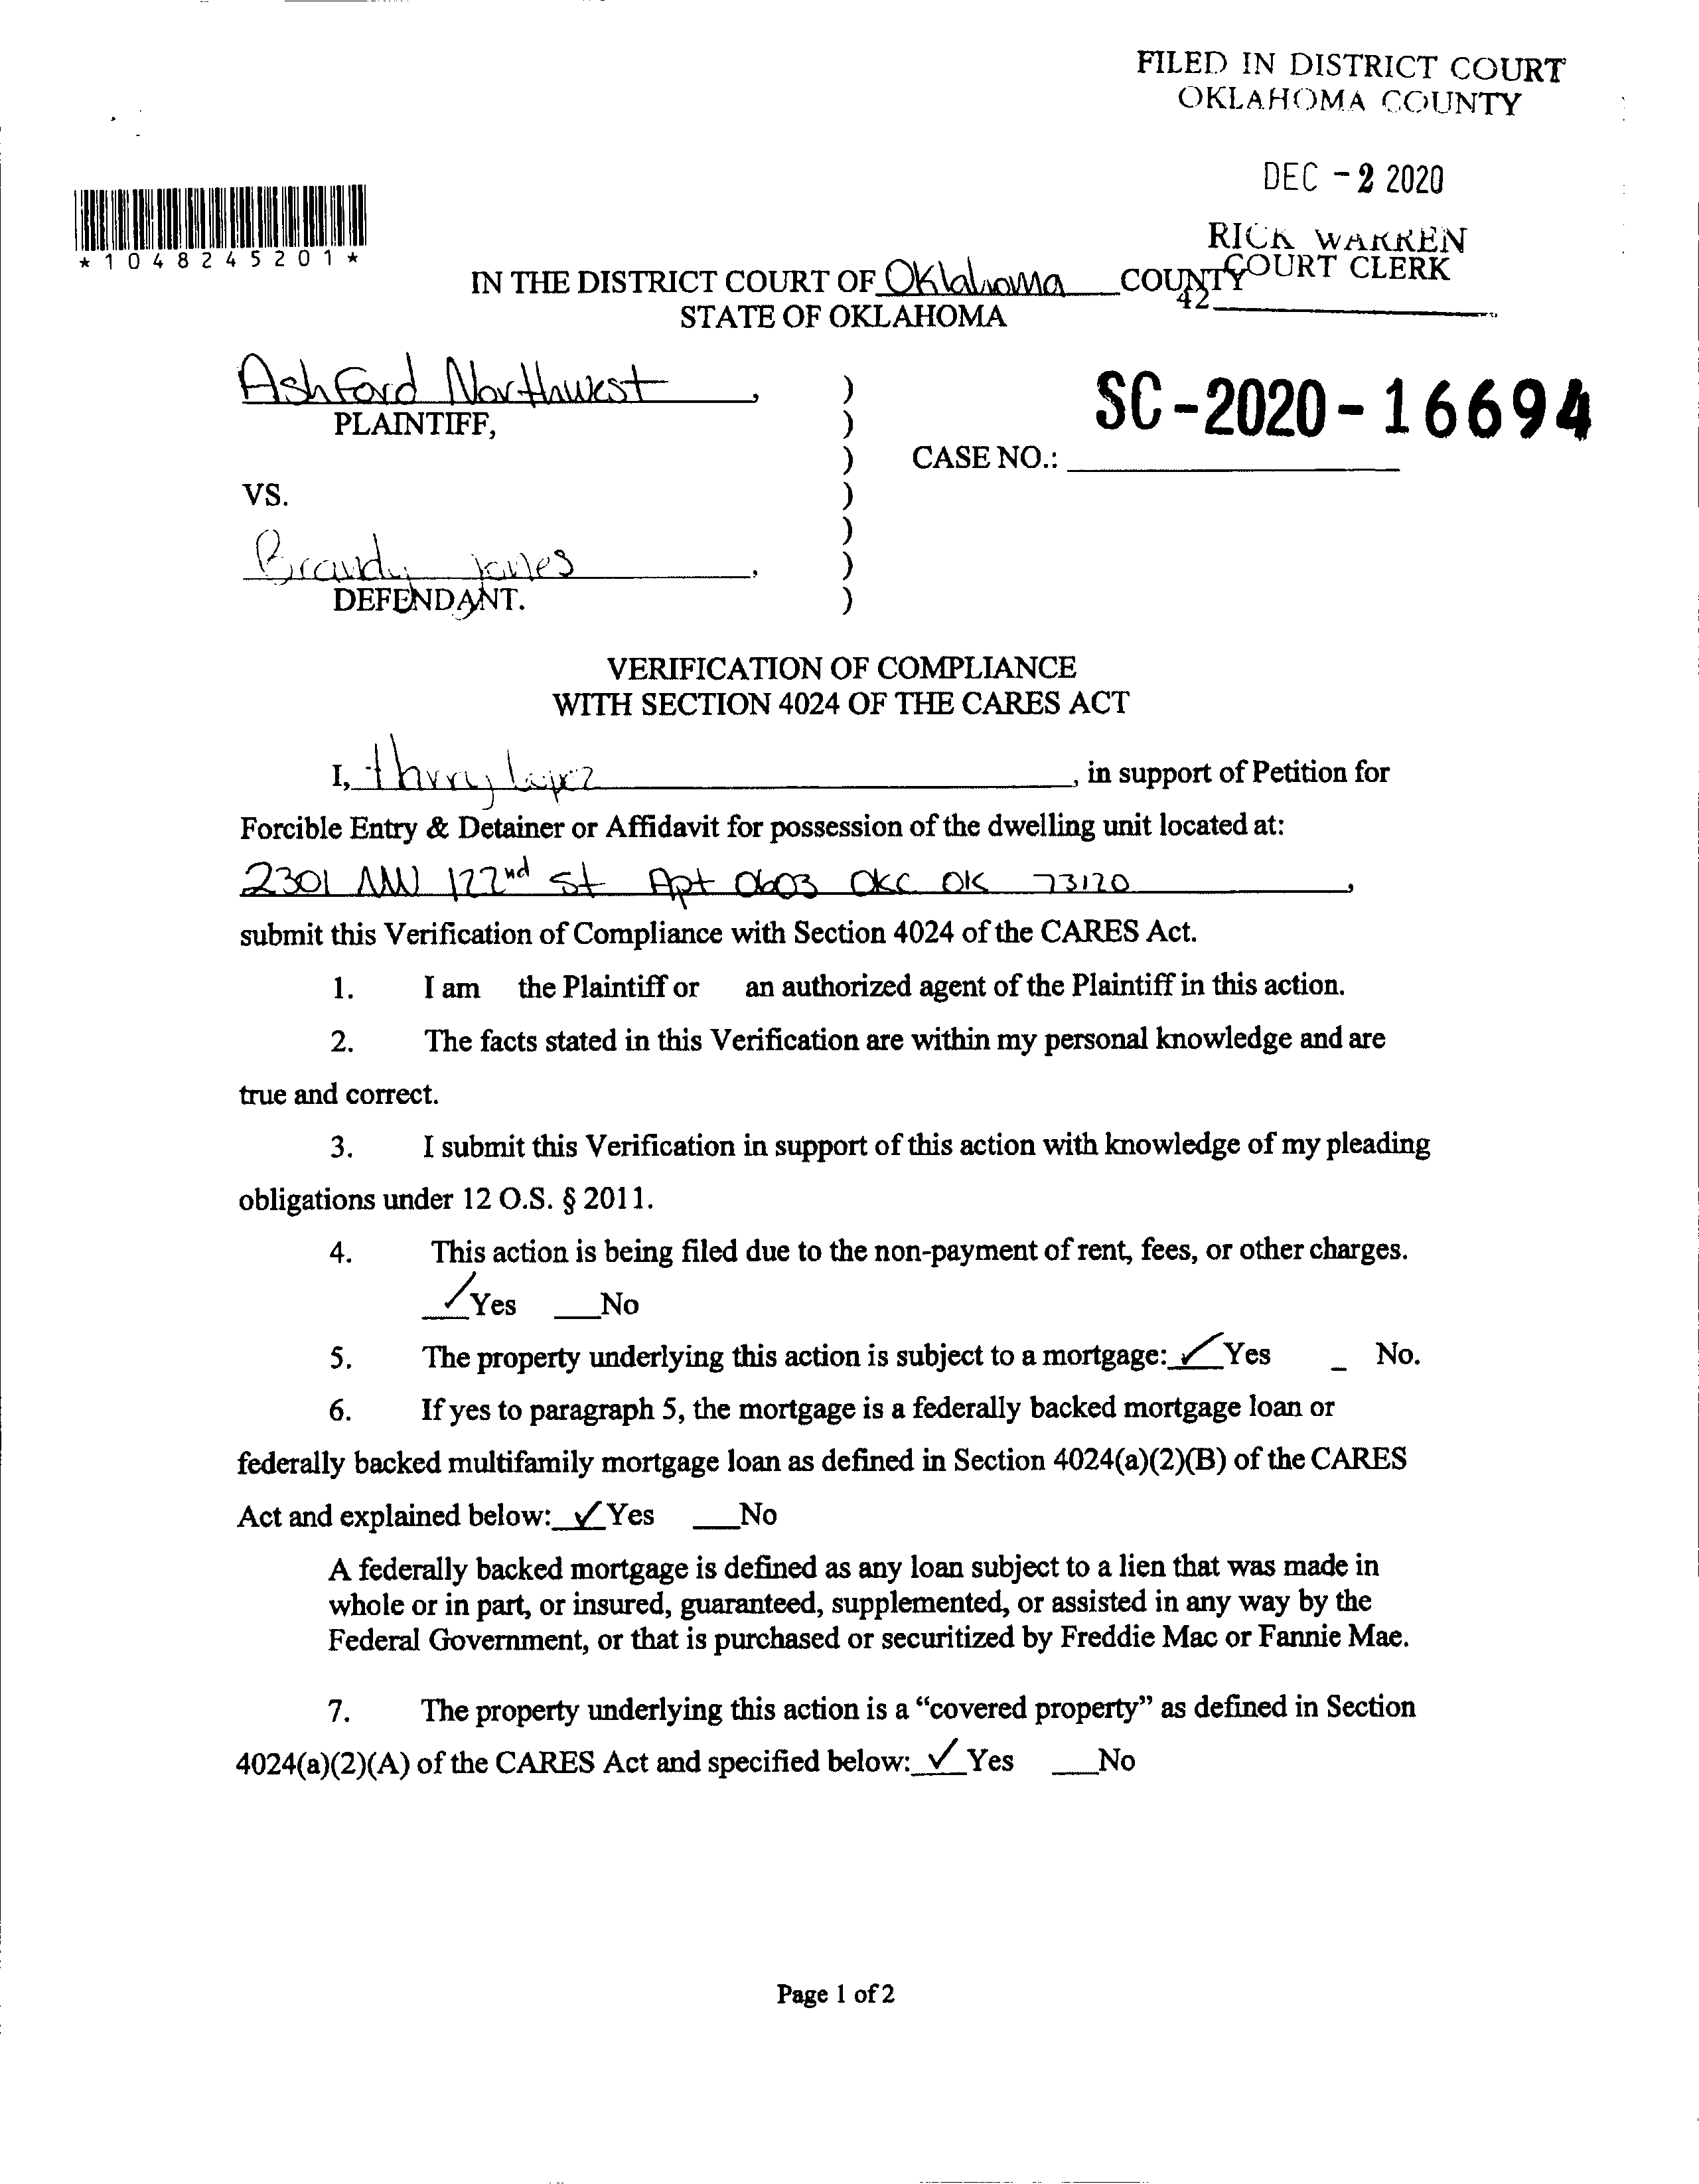 FILED IN DISTRICT COURT
OKLAHOMA COUNTY
DEC -2 2020
RICK WARREN
COURT CLERK
42
*1048245201*
IN THE DISTRICT COURT OF Oklahoma COUNTY
STATE OF OKLAHOMA
Ashford Northwest,
PLAINTIFF,
SC-2020-16694
CASE NO.:
VS.
Brandy Jones,
DEFENDANT.
VERIFICATION OF COMPLIANCE
WITH SECTION 4024 OF THE CARES ACT
I, Lopez, in support of Petition for
Forcible Entry & Detainer or Affidavit for possession of the dwelling unit located at:
2301 NW 122nd St Apt 0603 OKC OK 73120,
submit this Verification of Compliance with Section 4024 of the CARES Act.
1. I am the Plaintiff or an authorized agent of the Plaintiff in this action.
2. The facts stated in this Verification are within my personal knowledge and are
true and correct.
3. I submit this Verification in support of this action with knowledge of my pleading
obligations under 12 O.S. § 2011.
4. This action is being filed due to the non-payment of rent, fees, or other charges.
✓ Yes __No
5. The property underlying this action is subject to a mortgage: ✓ Yes _ No.
6. If yes to paragraph 5, the mortgage is a federally backed mortgage loan or
federally backed multifamily mortgage loan as defined in Section 4024(a)(2)(B) of the CARES
Act and explained below: ✓ Yes __No
A federally backed mortgage is defined as any loan subject to a lien that was made in
whole or in part, or insured, guaranteed, supplemented, or assisted in any way by the
Federal Government, or that is purchased or securitized by Freddie Mac or Fannie Mae.
7. The property underlying this action is a “covered property” as defined in Section
4024(a)(2)(A) of the CARES Act and specified below: ✓ Yes __No
Page 1 of 2